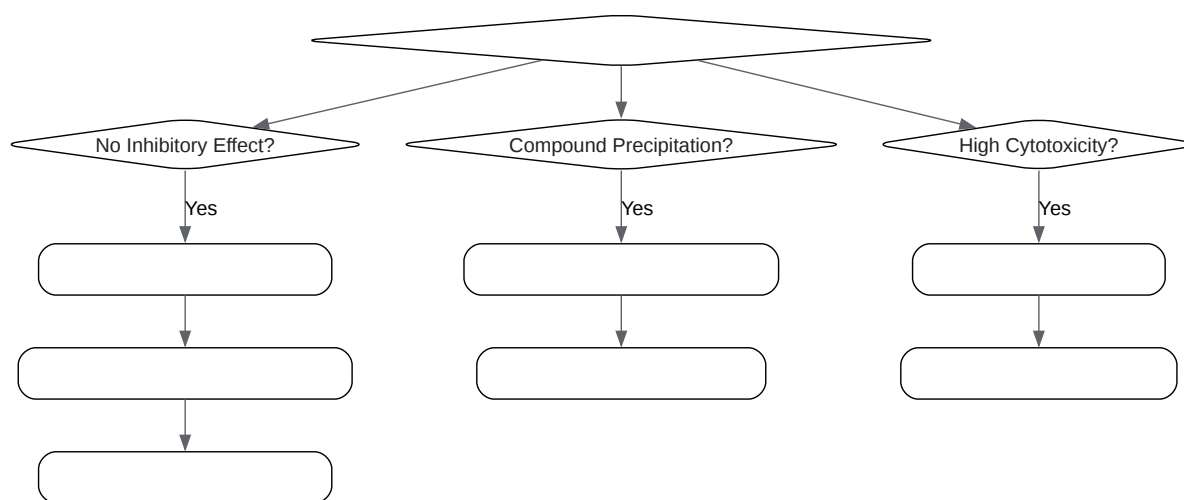 No Inhibitory Effect?
Compound Precipitation?
High Cytotoxicity?
Yes
Yes
Yes